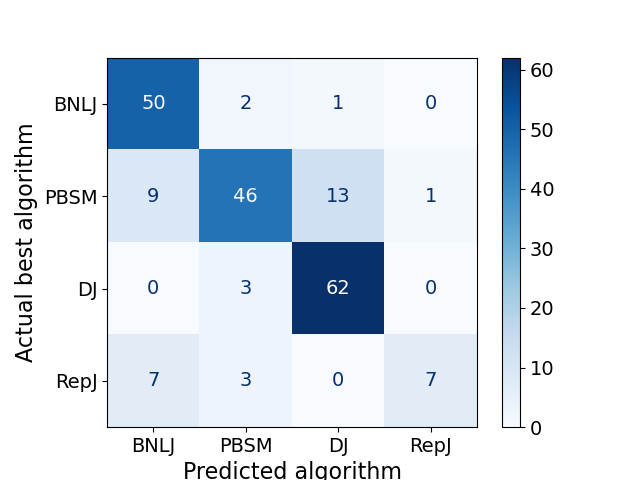 Actual best algorithm
BNLJ 50 2 1 0
PBSM 9 46 13 1
DJ 0 3 62 0
RepJ 7 3 0 7
BNLJ PBSM DJ RepJ
Predicted algorithm
60
50
40
30
20
10
0